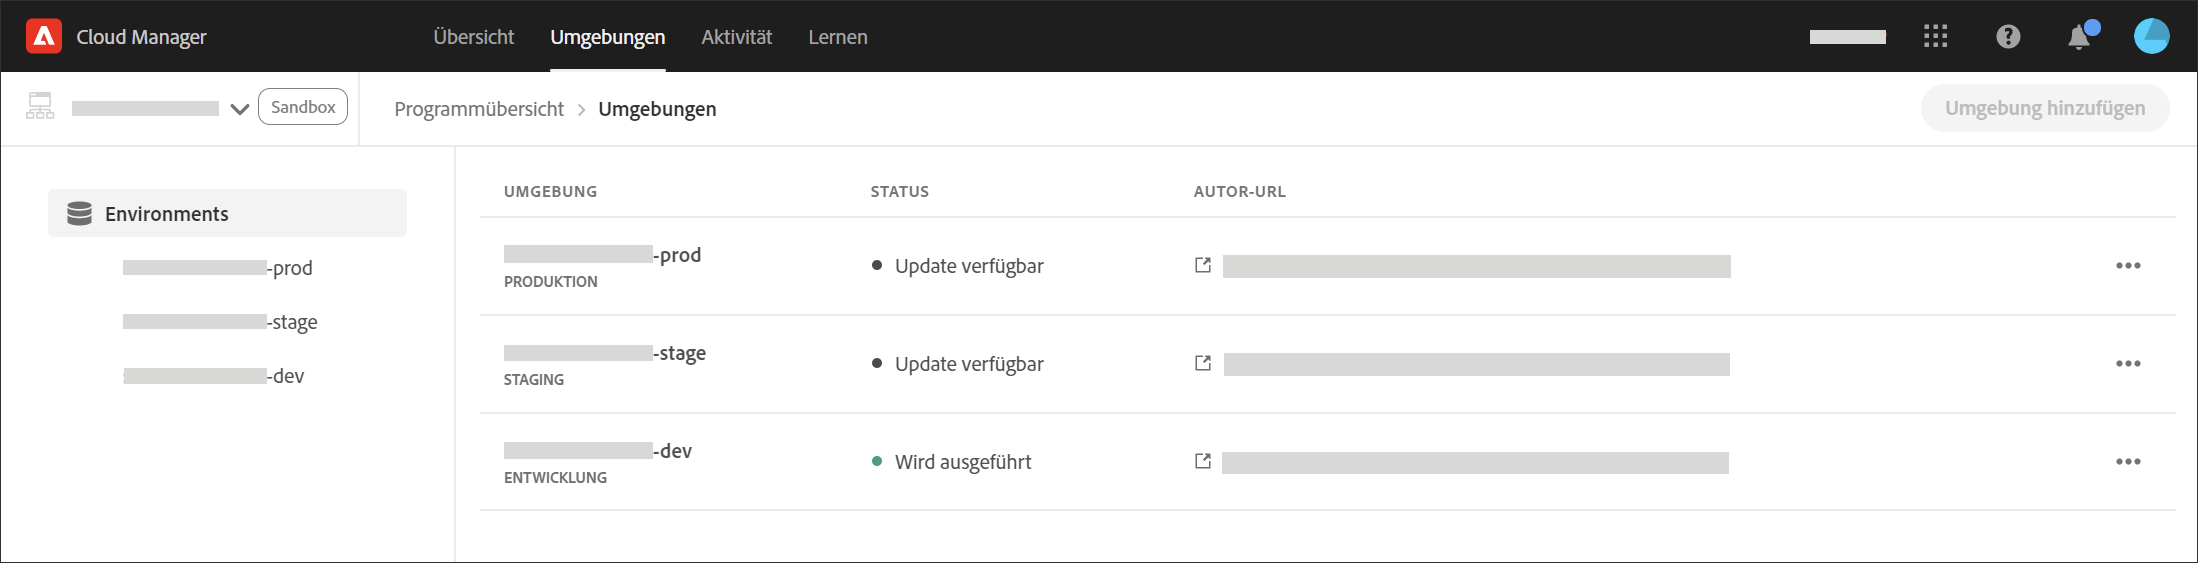 Cloud Manager Übersicht Umgebungen Aktivität Lernen
Sandbox Programmübersicht Umgebungen Umgebung hinzufügen
Environments
-prod
-stage
-dev
UMGEBUNG STATUS AUTOR-URL
-prod
PRODUKTION
Update verfügbar
-stage
STAGING
Update verfügbar
-dev
ENTWICKLUNG
Wird ausgeführt